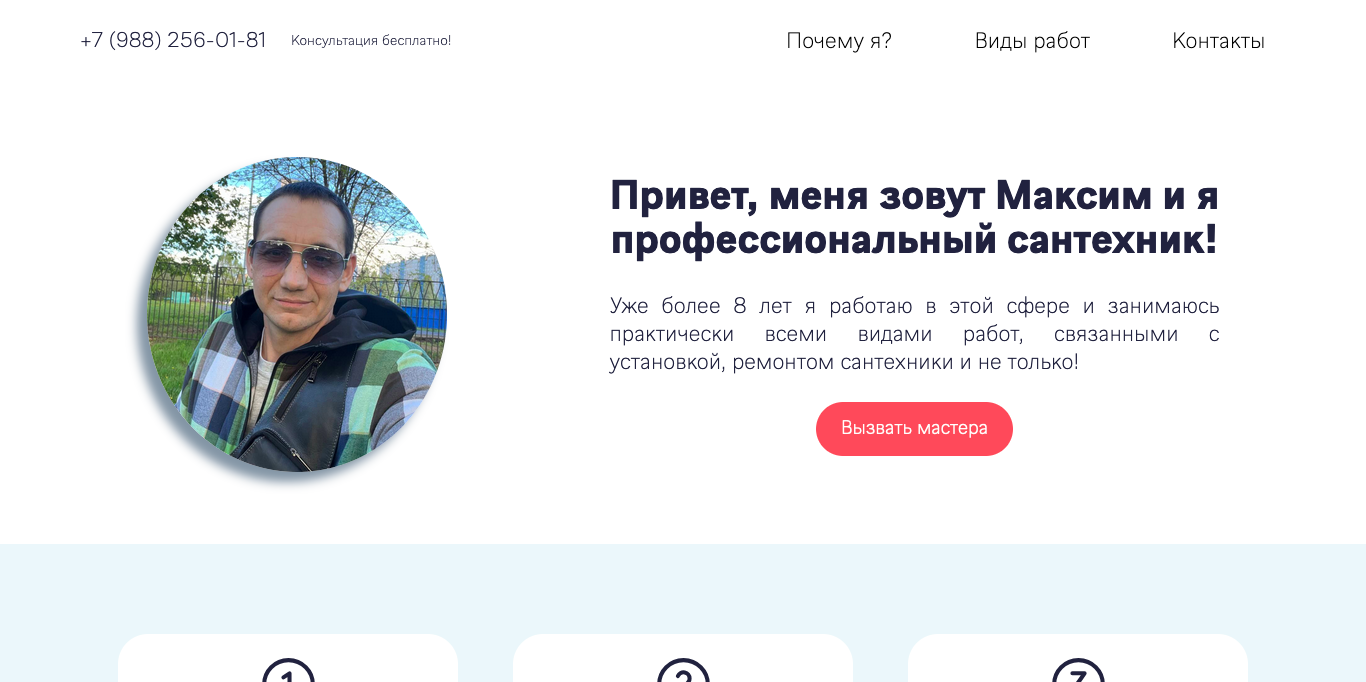 +7 (988) 256-01-81 Консультация бесплатно! Почему я? Виды работ Контакты
Привет, меня зовут Максим и я
профессиональный сантехник!
Уже более 8 лет я работаю в этой сфере и занимаюсь
практически всеми видами работ, связанными с
установкой, ремонтом сантехники и не только!
Вызвать мастера
1 2 3